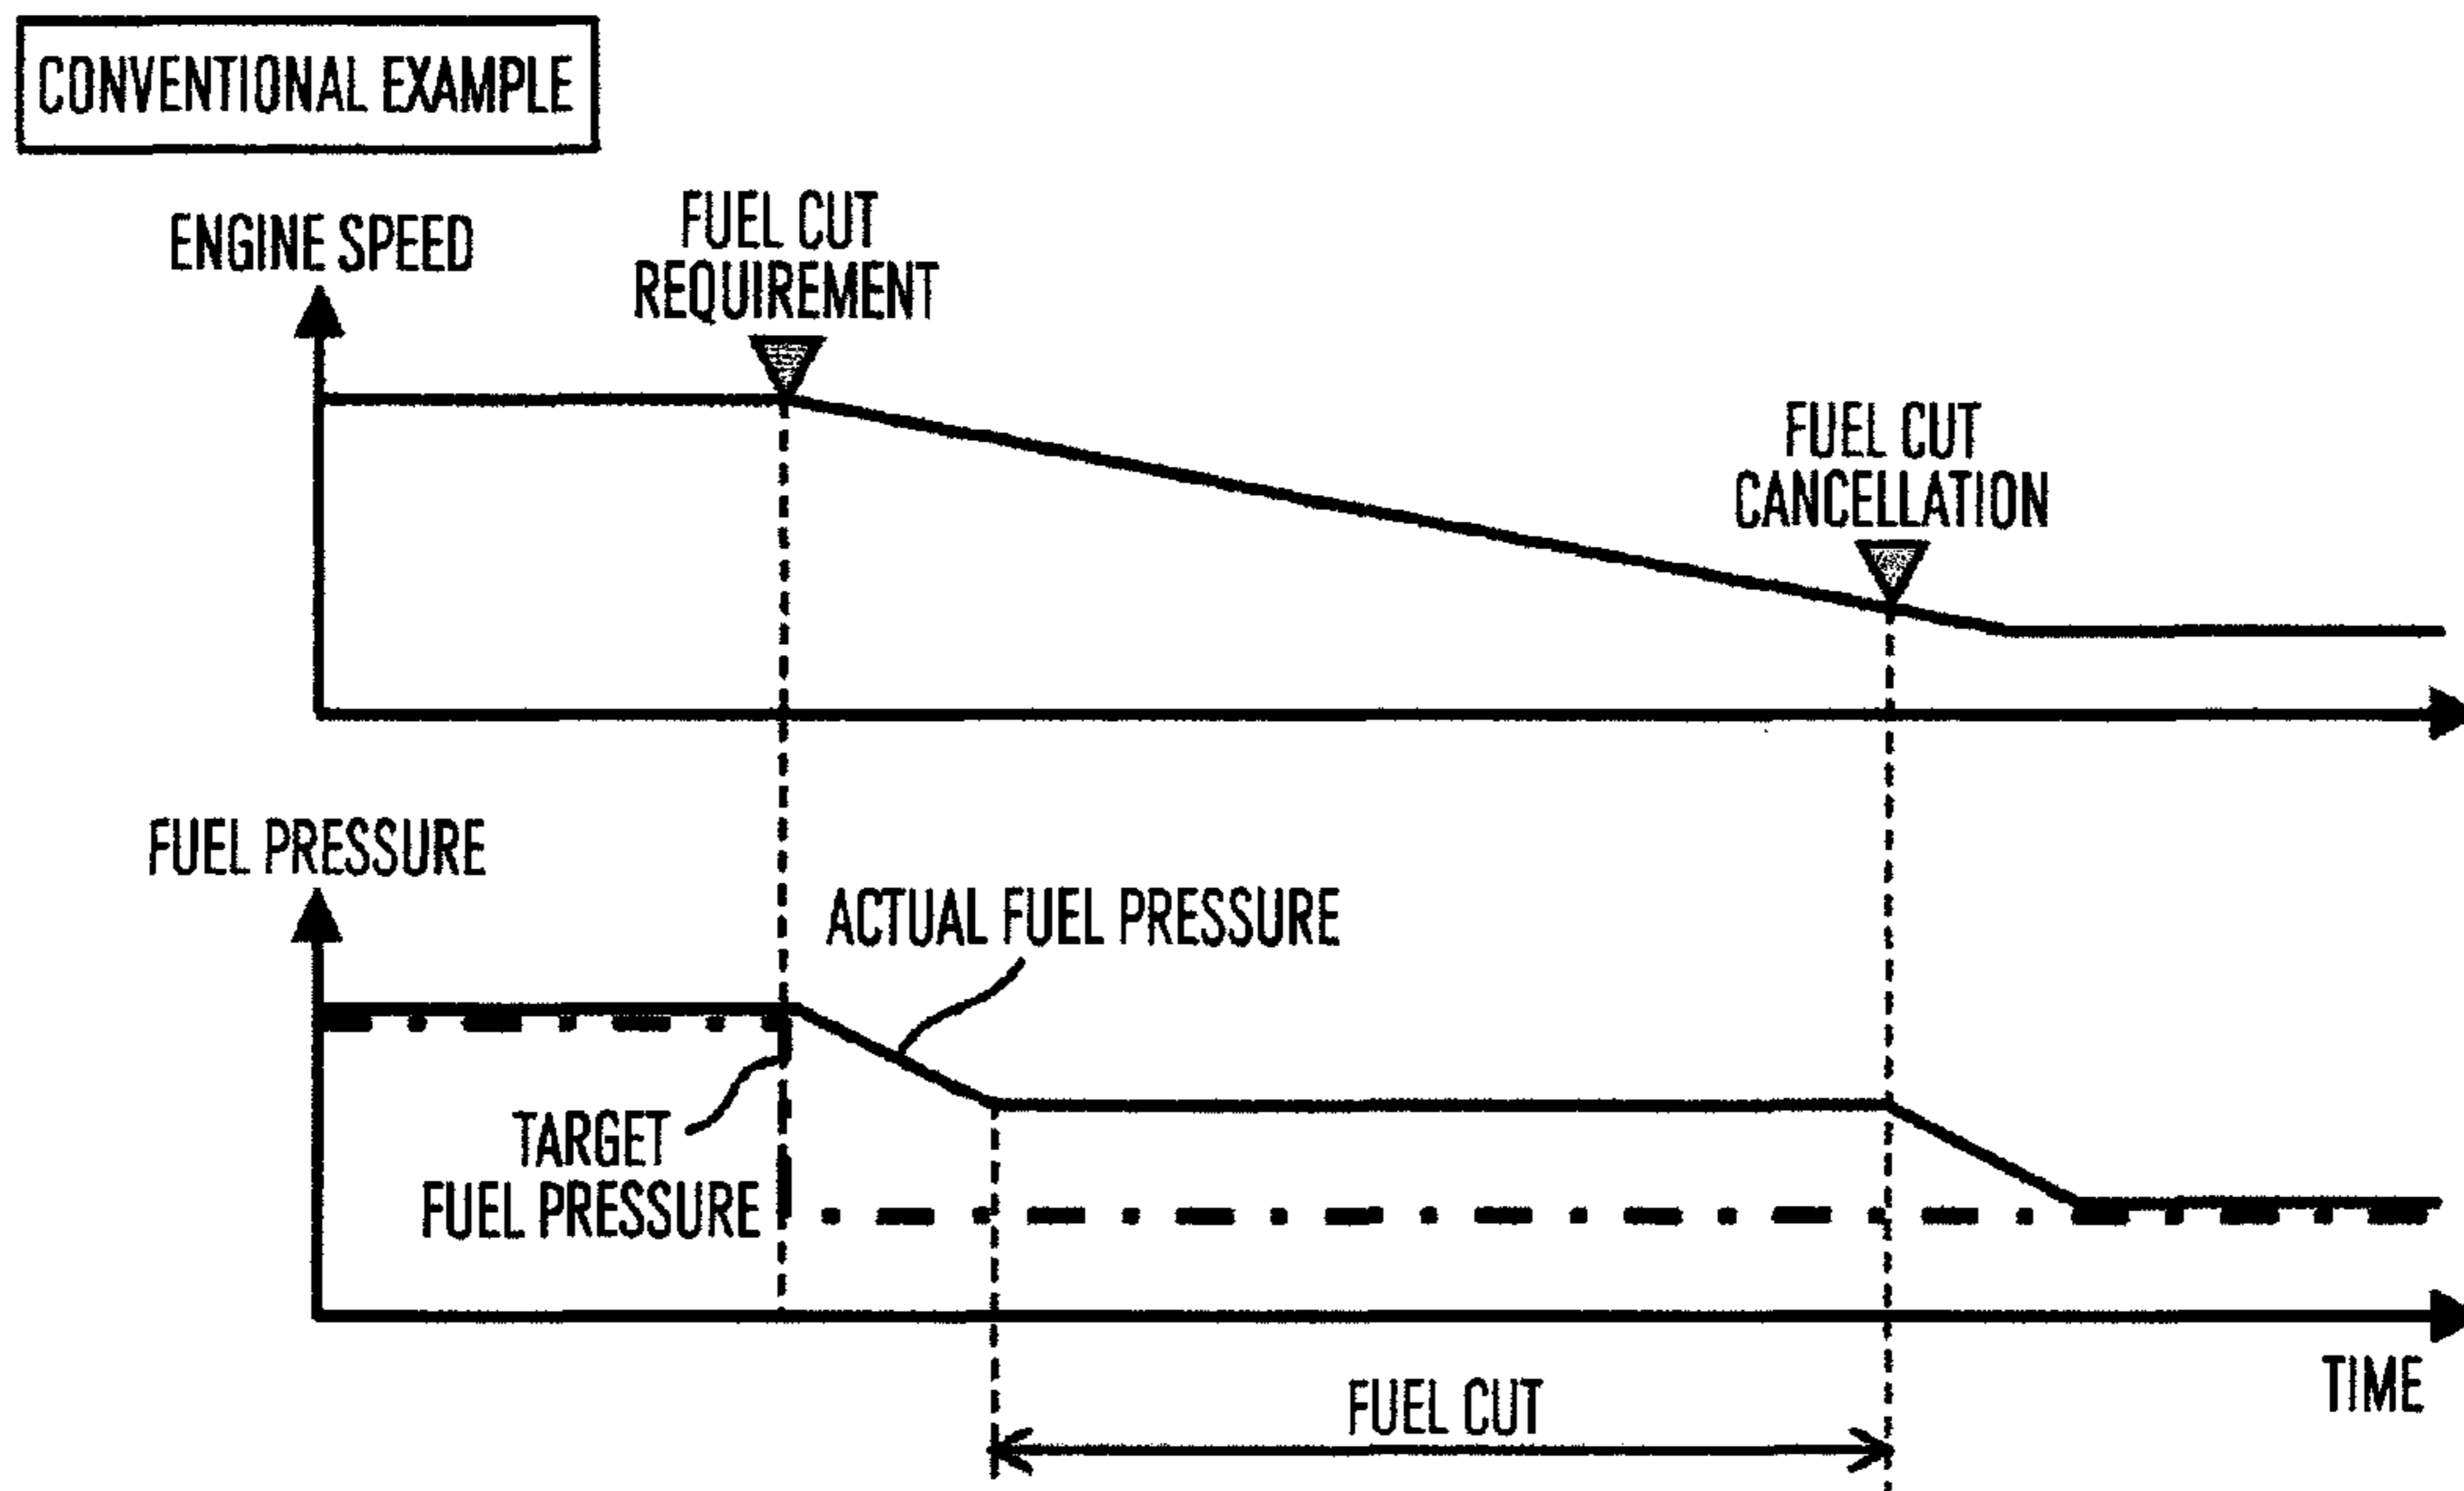 CONVENTIONAL EXAMPLE
ENGINE SPEED
FUEL CUT
REQUIREMENT
FUEL CUT
CANCELLATION
FUEL PRESSURE
ACTUAL FUEL PRESSURE
TARGET
FUEL PRESSURE
TIME
FUEL CUT